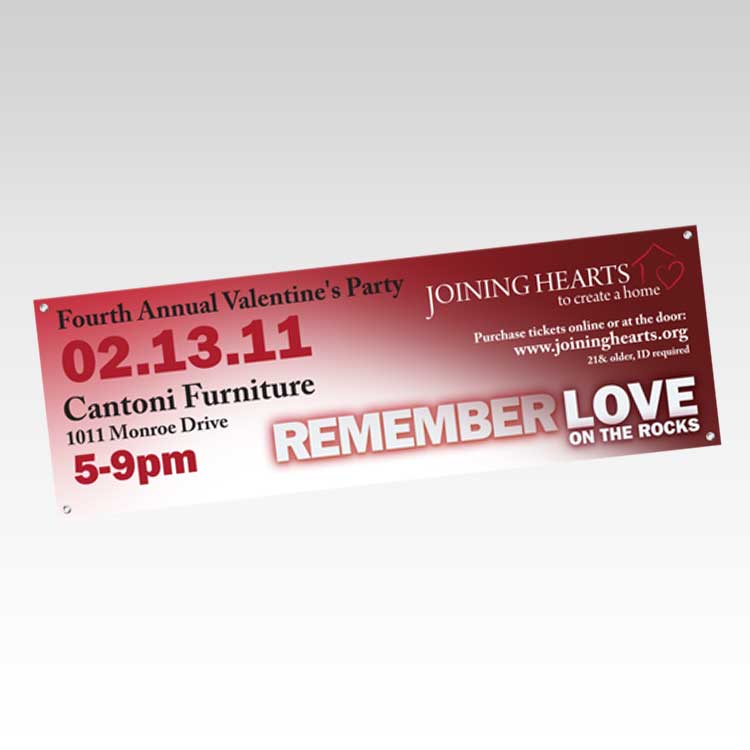 Fourth Annual Valentine's Party
02.13.11
Cantoni Furniture
1011 Monroe Drive
5-9pm
JOINING HEARTS
to create a home
Purchase tickets online or at the door:
www.joininghearts.org
21& older, ID required
REMEMBER LOVE
ON THE ROCKS